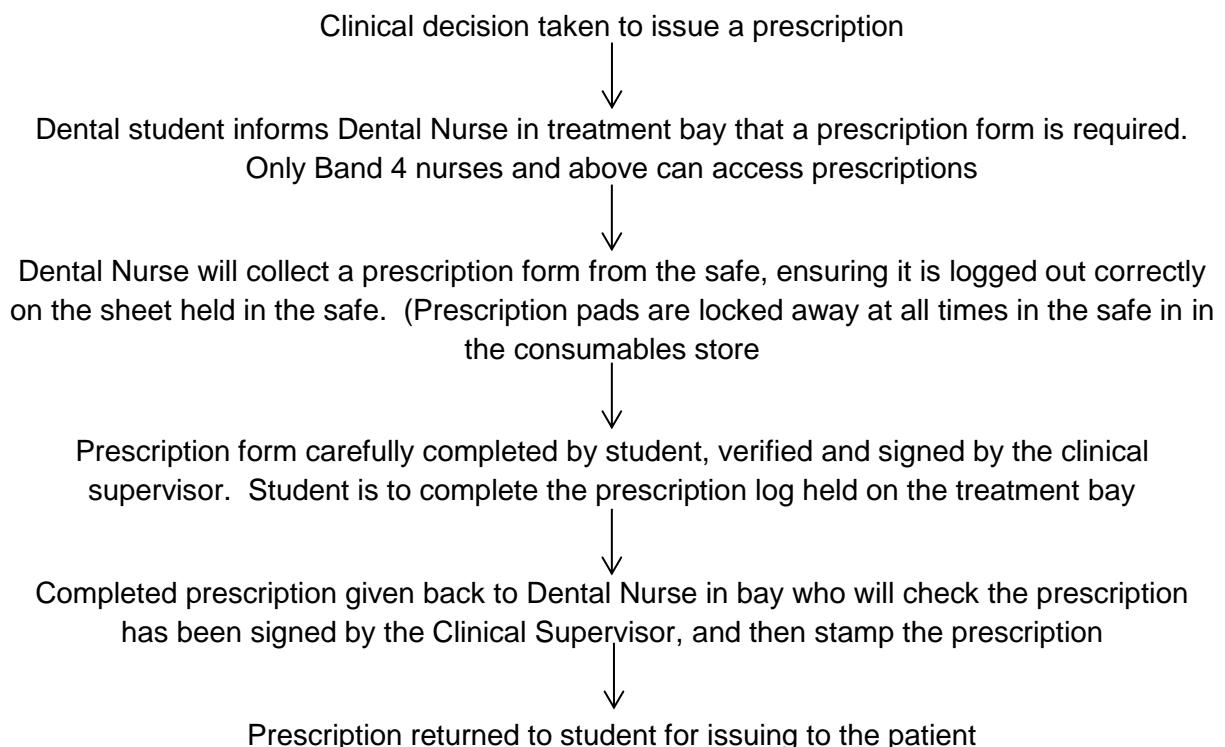 Clinical decision taken to issue a prescription
Dental student informs Dental Nurse in treatment bay that a prescription form is required.
Only Band 4 nurses and above can access prescriptions
Dental Nurse will collect a prescription form from the safe, ensuring it is logged out correctly
on the sheet held in the safe.  (Prescription pads are locked away at all times in the safe in in
the consumables store
Prescription form carefully completed by student, verified and signed by the clinical
supervisor.  Student is to complete the prescription log held on the treatment bay
Completed prescription given back to Dental Nurse in bay who will check the prescription
has been signed by the Clinical Supervisor, and then stamp the prescription
Prescription returned to student for issuing to the patient